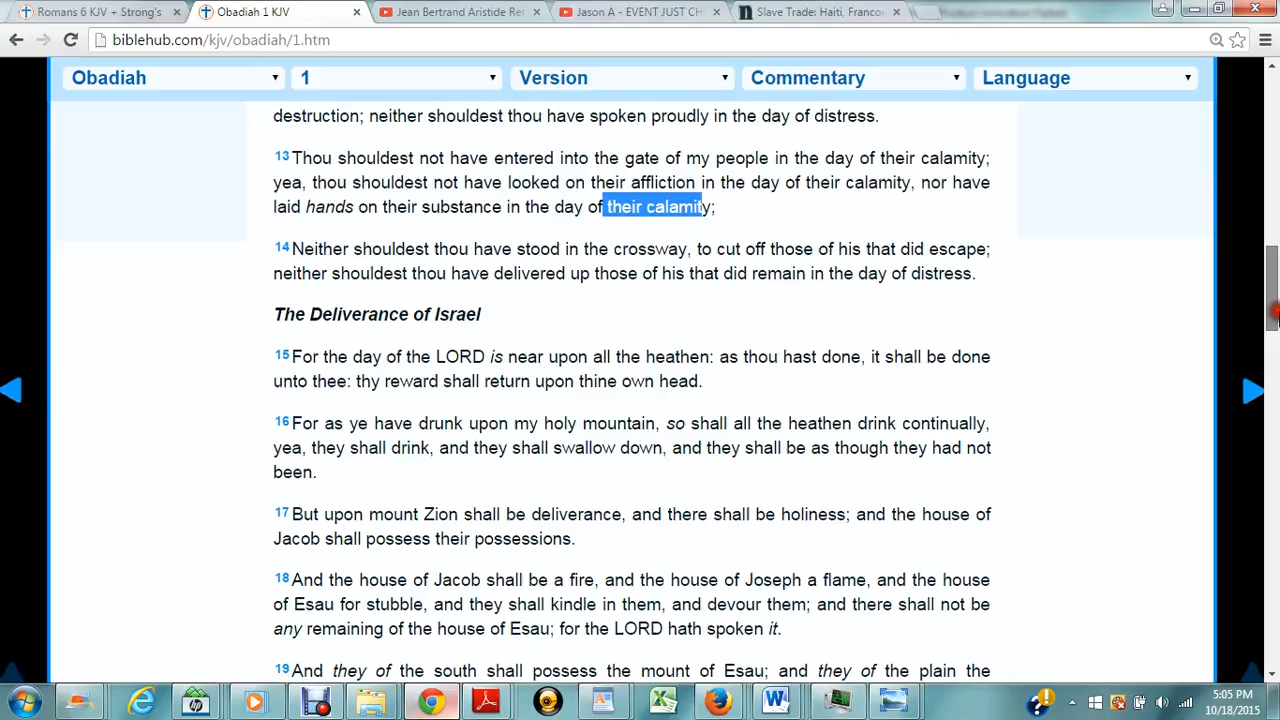 Romans 6 KJV + Strong's
Obadiah 1 KJV
Jean Bertrand Aristide Re
Jason A - EVENT JUST CH
Slave Trade: Haiti, Franco
biblehub.com/kjv/obadiah/1.htm
Obadiah 1 Version Commentary Language
destruction; neither shouldest thou have spoken proudly in the day of distress.
13 Thou shouldest not have entered into the gate of my people in the day of their calamity;
yea, thou shouldest not have looked on their affliction in the day of their calamity, nor have
laid hands on their substance in the day of their calamity;
14 Neither shouldest thou have stood in the crossway, to cut off those of his that did escape;
neither shouldest thou have delivered up those of his that did remain in the day of distress.
The Deliverance of Israel
15 For the day of the LORD is near upon all the heathen: as thou hast done, it shall be done
unto thee: thy reward shall return upon thine own head.
16 For as ye have drunk upon my holy mountain, so shall all the heathen drink continually,
yea, they shall drink, and they shall swallow down, and they shall be as though they had not
been.
17 But upon mount Zion shall be deliverance, and there shall be holiness; and the house of
Jacob shall possess their possessions.
18 And the house of Jacob shall be a fire, and the house of Joseph a flame, and the house
of Esau for stubble, and they shall kindle in them, and devour them; and there shall not be
any remaining of the house of Esau; for the LORD hath spoken it.
19 And they of the south shall possess the mount of Esau; and they of the plain the
5:05 PM
10/18/2015